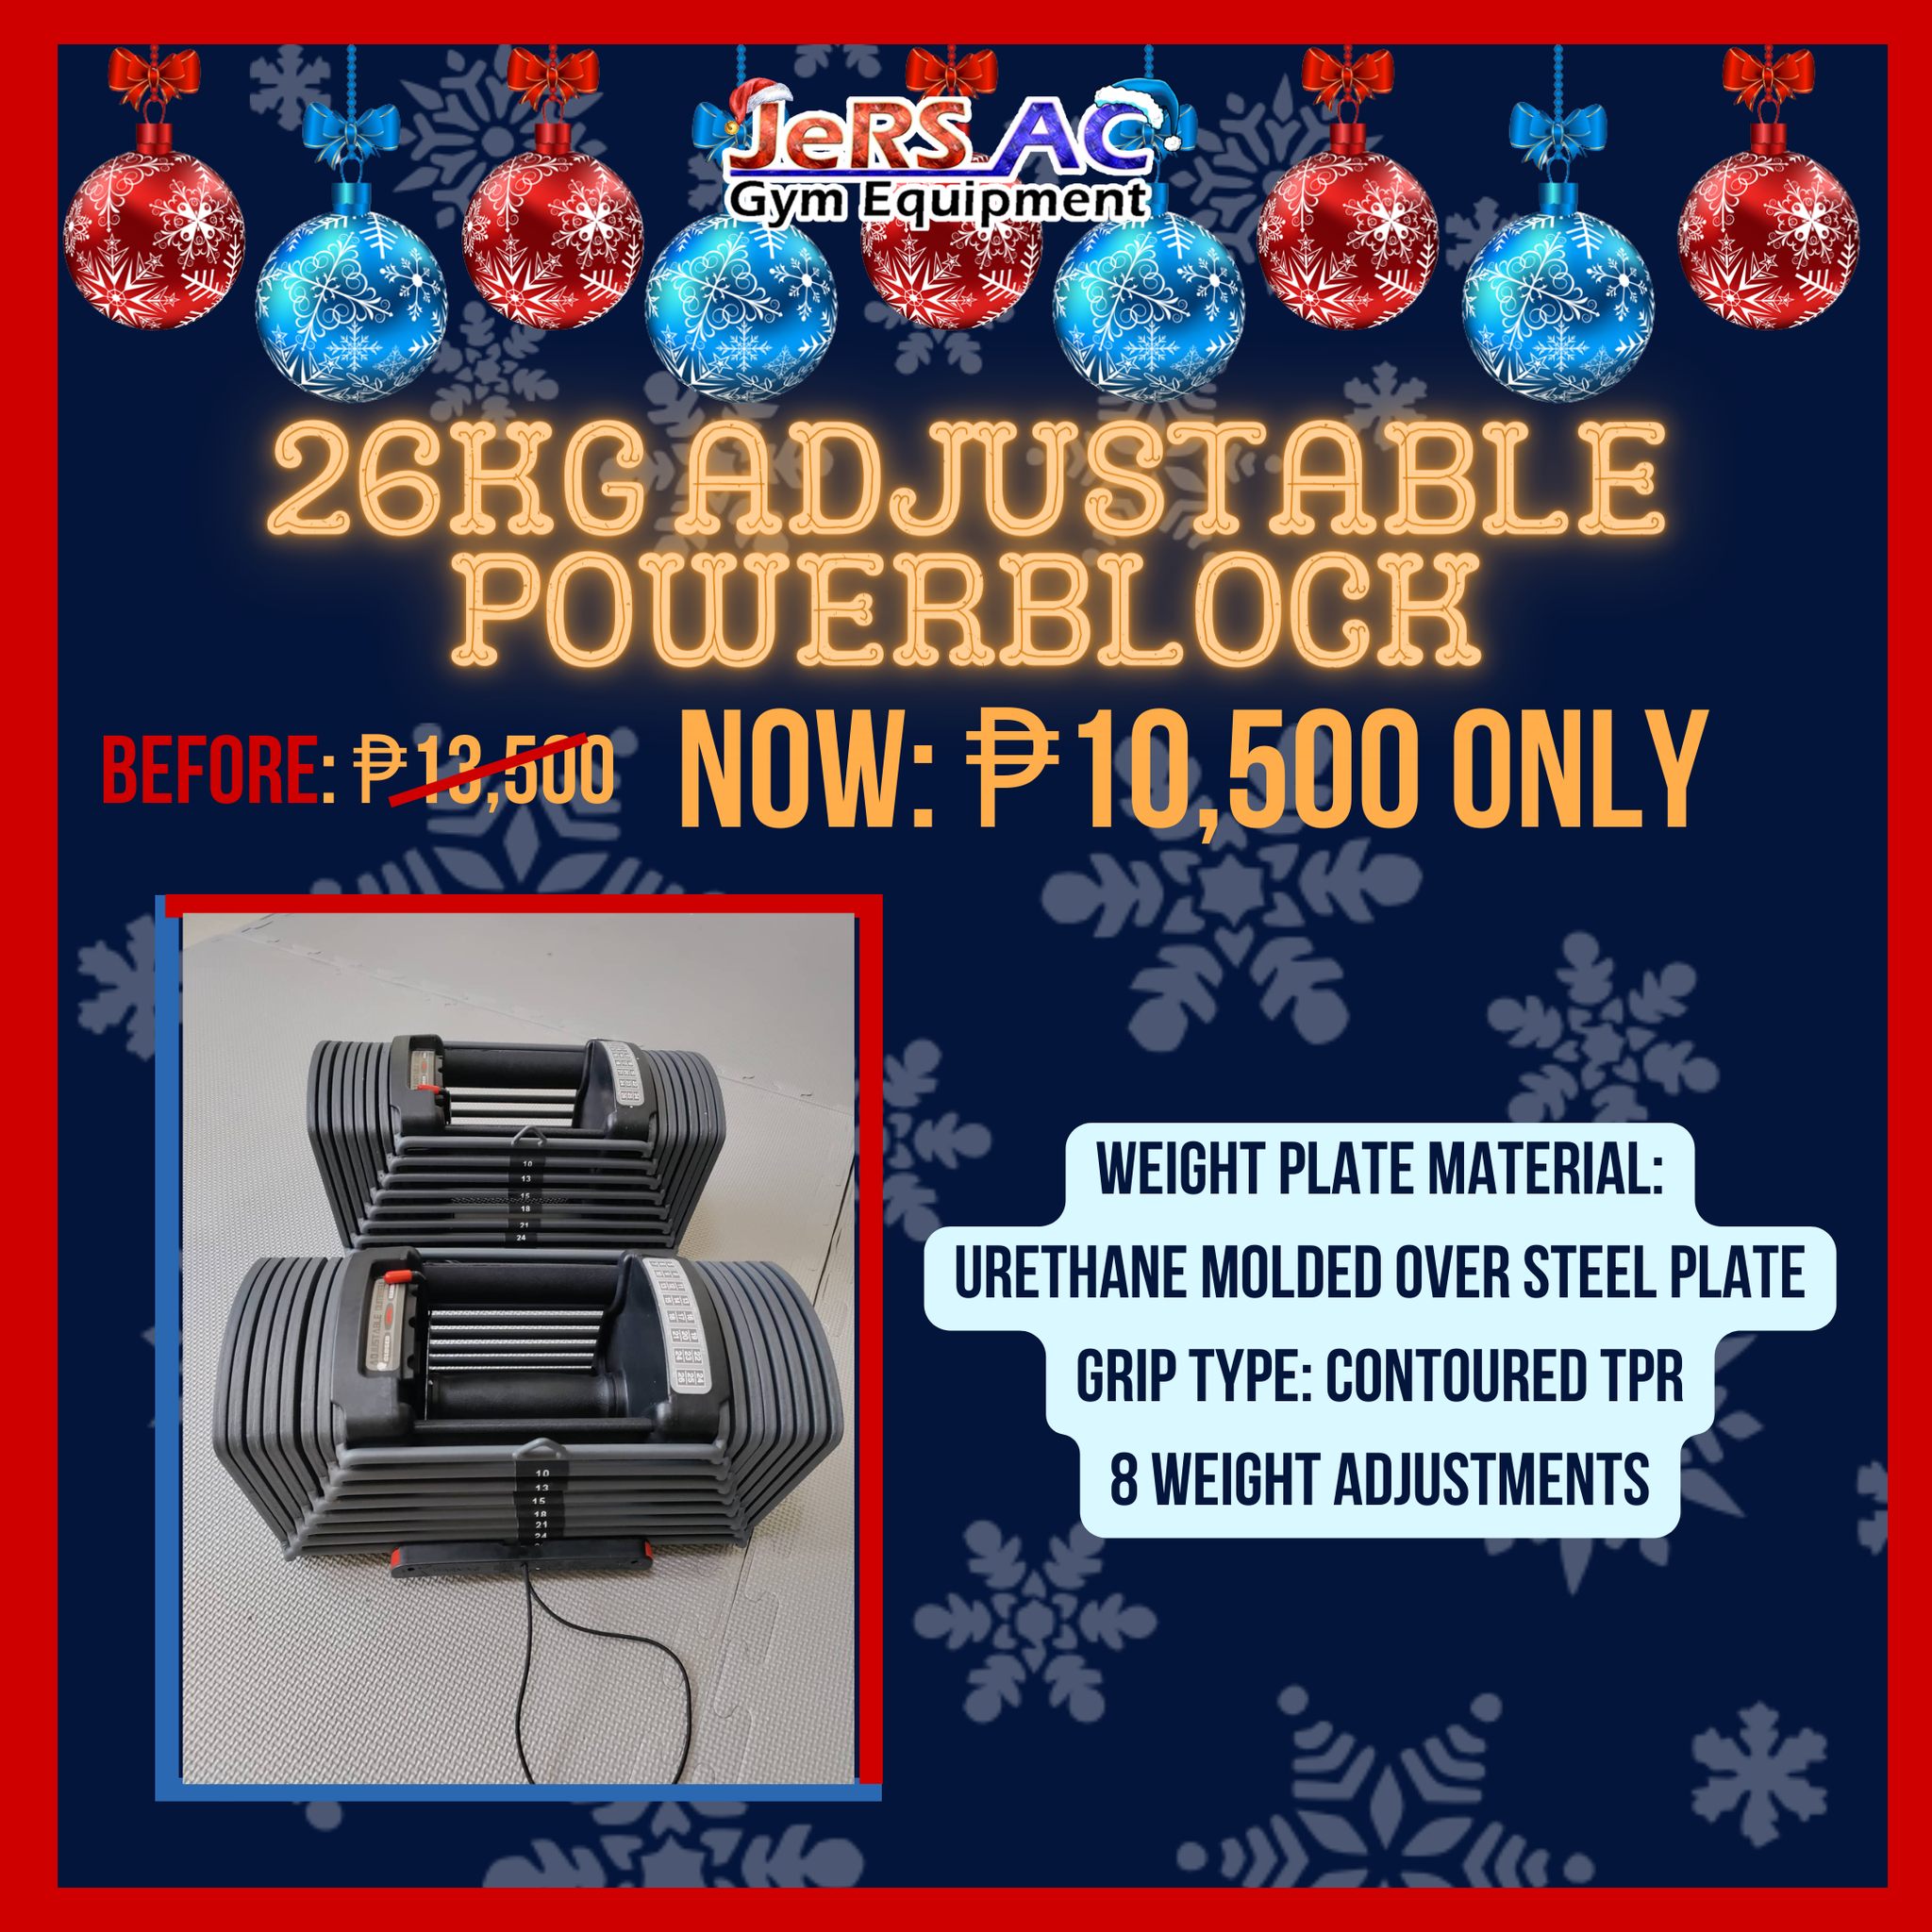 JeRS AC
Gym Equipment
26KG ADJUSTABLE
POWERBLOCK
BEFORE: ₱13,500
NOW: ₱10,500 ONLY
10
13
15
18
21
24
10
13
15
18
21
24
WEIGHT PLATE MATERIAL:
URETHANE MOLDED OVER STEEL PLATE
GRIP TYPE: CONTOURED TPR
8 WEIGHT ADJUSTMENTS